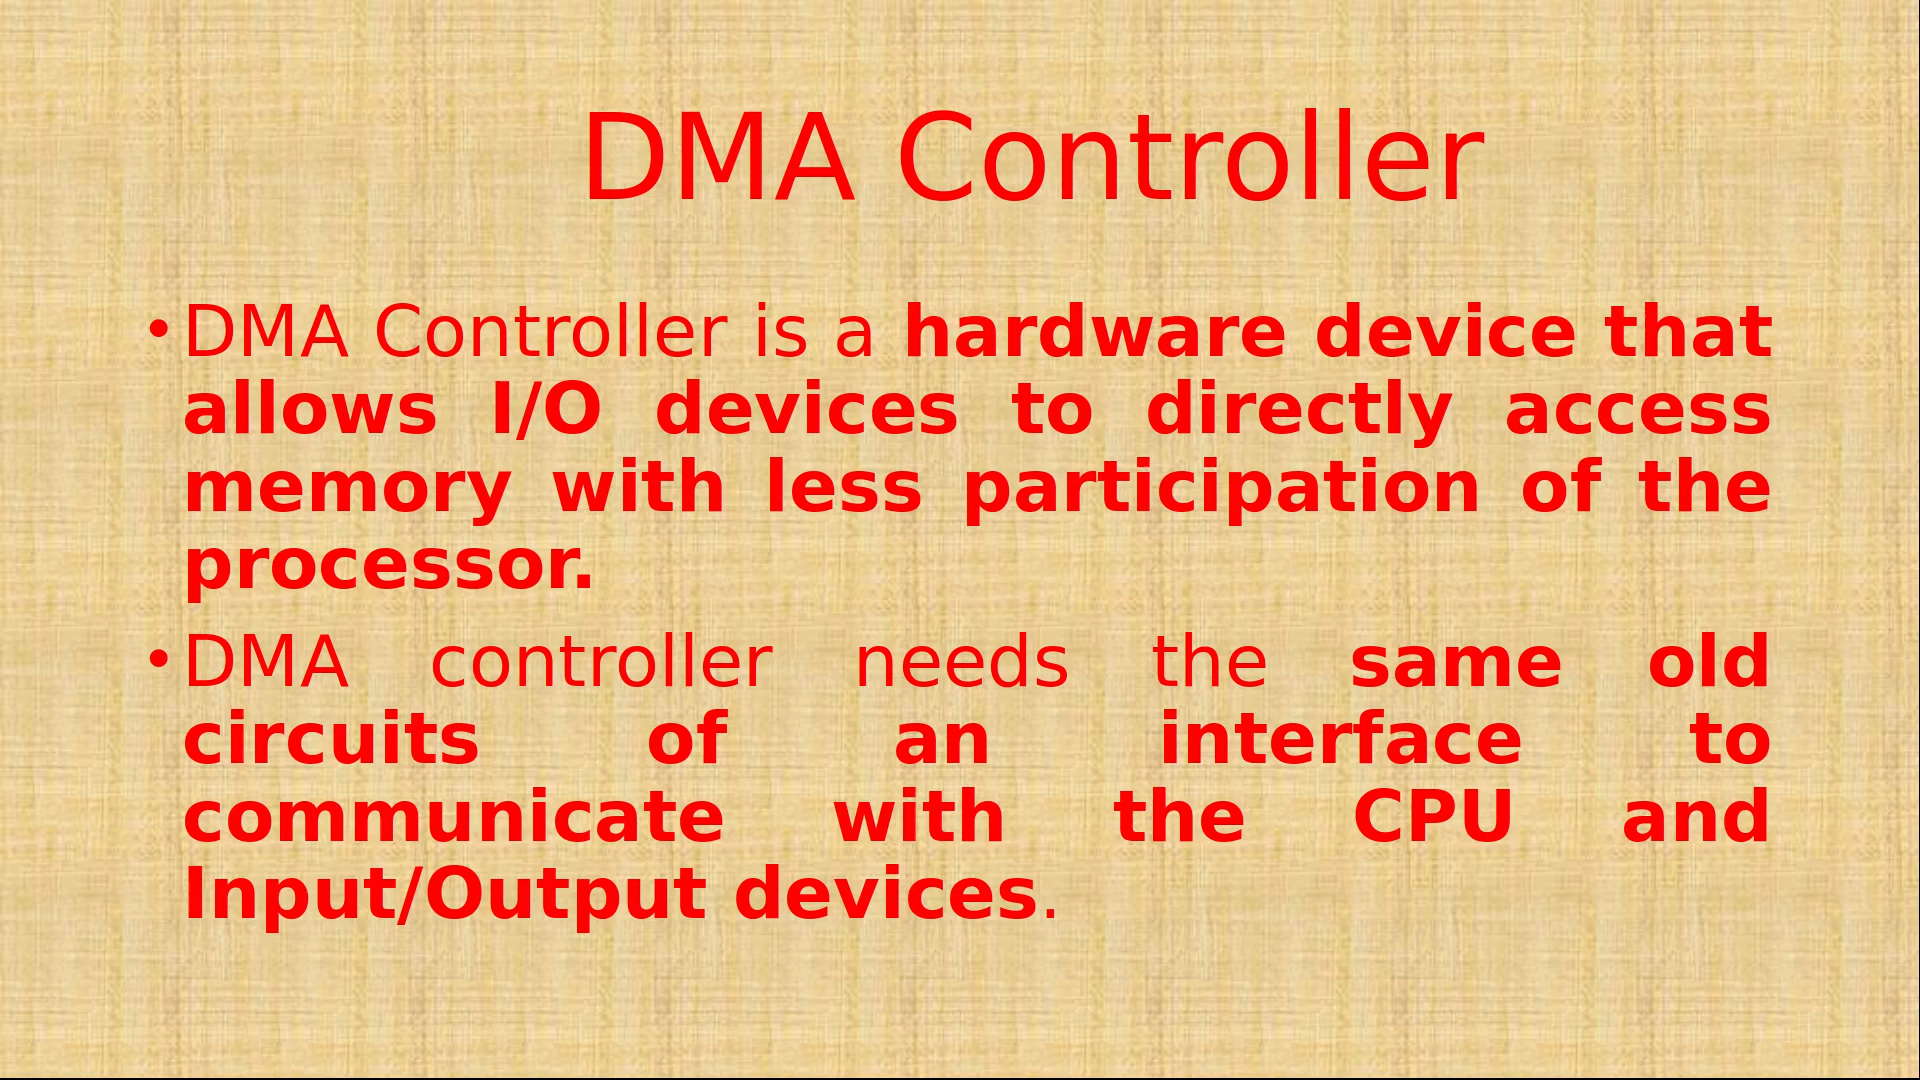 DMA Controller
• DMA Controller is a hardware device that
allows I/O devices to directly access
memory with less participation of the
processor.
• DMA controller needs the same old
circuits of an interface to
communicate with the CPU and
Input/Output devices.